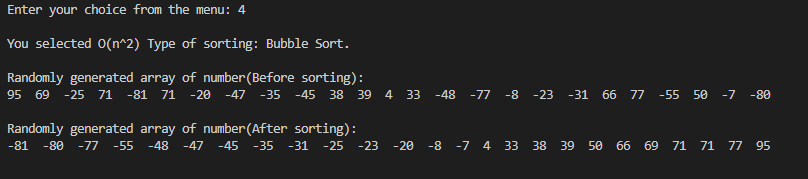 Enter your choice from the menu: 4
You selected O(n^2) Type of sorting: Bubble Sort.
Randomly generated array of number(Before sorting):
95 69 -25 71 -81 71 -20 -47 -35 -45 38 39 4 33 -48 -77 -8 -23 -31 66 77 -55 50 -7 -80
Randomly generated array of number(After sorting):
-81 -80 -77 -55 -48 -47 -45 -35 -31 -25 -23 -20 -8 -7 4 33 38 39 50 66 69 71 71 77 95